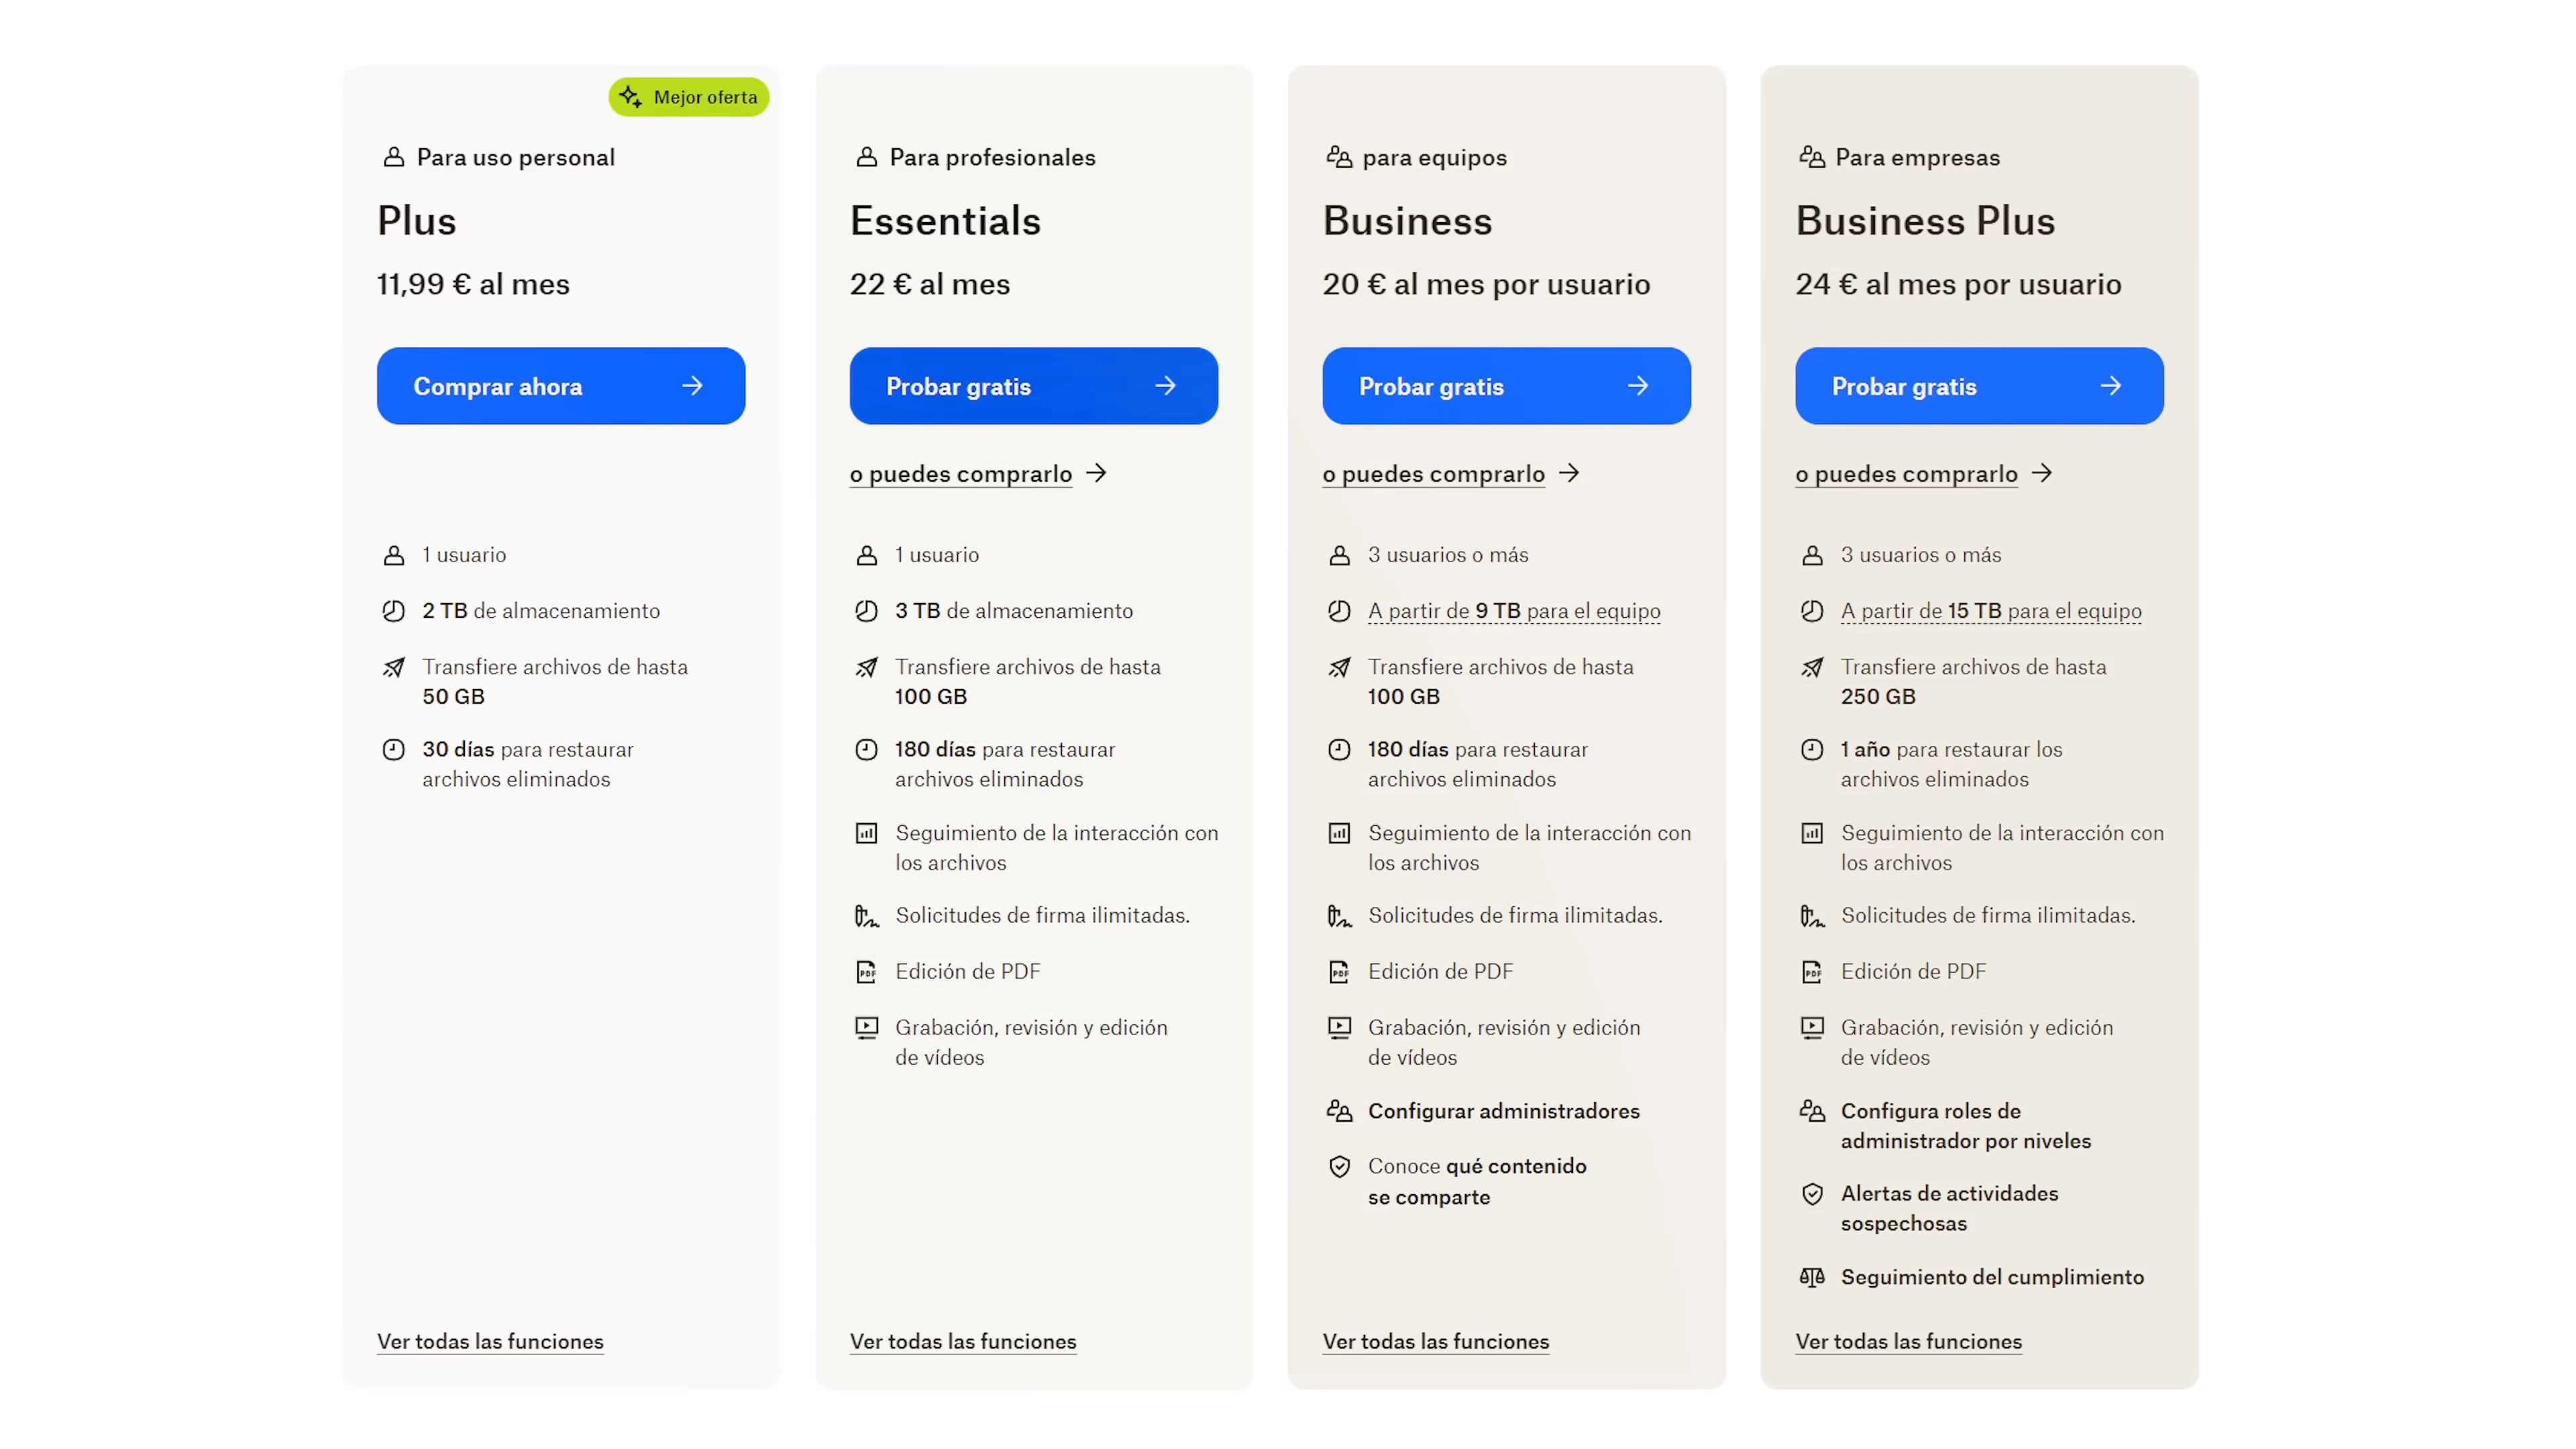 Mejor oferta
Para uso personal
Plus
11,99 € al mes
Comprar ahora
1 usuario
2 TB de almacenamiento
Transfiere archivos de hasta
50 GB
30 días para restaurar
archivos eliminados
Ver todas las funciones
Para profesionales
Essentials
22 € al mes
Probar gratis
o puedes comprarlo
1 usuario
3 TB de almacenamiento
Transfiere archivos de hasta
100 GB
180 días para restaurar
archivos eliminados
Seguimiento de la interacción con
los archivos
Solicitudes de firma ilimitadas.
PDF
Edición de PDF
Grabación, revisión y edición
de vídeos
Ver todas las funciones
para equipos
Business
20 € al mes por usuario
Probar gratis
o puedes comprarlo
3 usuarios o más
A partir de 9 TB para el equipo
Transfiere archivos de hasta
100 GB
180 días para restaurar
archivos eliminados
Seguimiento de la interacción con
los archivos
Solicitudes de firma ilimitadas.
PDF
Edición de PDF
Grabación, revisión y edición
de vídeos
Configurar administradores
Conoce qué contenido
se comparte
Ver todas las funciones
Para empresas
Business Plus
24 € al mes por usuario
Probar gratis
o puedes comprarlo
3 usuarios o más
A partir de 15 TB para el equipo
Transfiere archivos de hasta
250 GB
1 año para restaurar los
archivos eliminados
Seguimiento de la interacción con
los archivos
Solicitudes de firma ilimitadas.
PDF
Edición de PDF
Grabación, revisión y edición
de vídeos
Configura roles de
administrador por niveles
Alertas de actividades
sospechosas
Seguimiento del cumplimiento
Ver todas las funciones